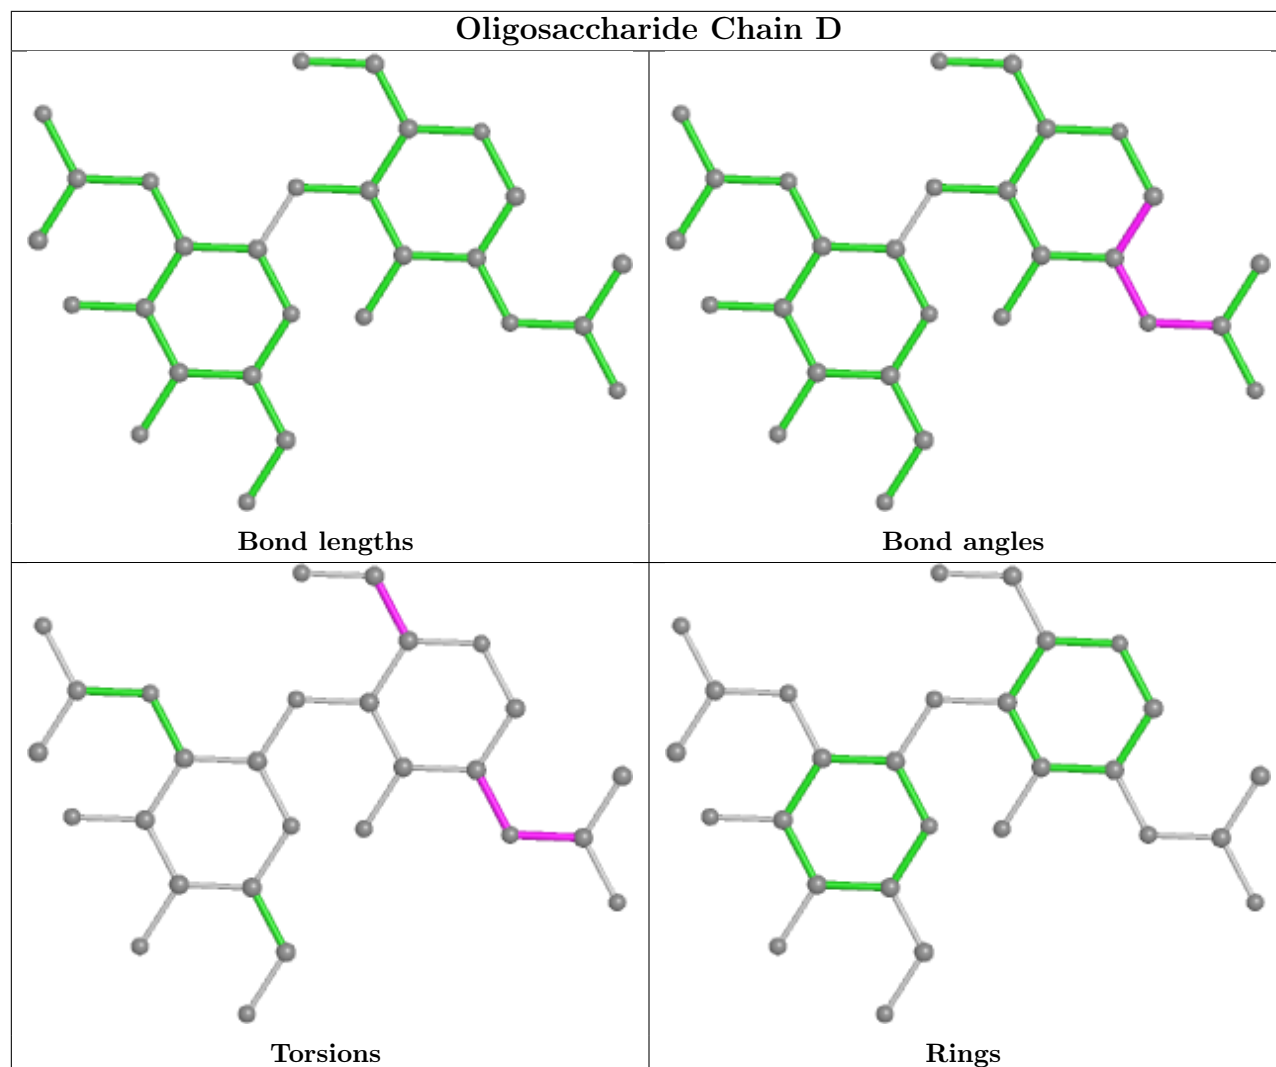 Oligosaccharide Chain D
Bond lengths
Bond angles
Torsions
Rings